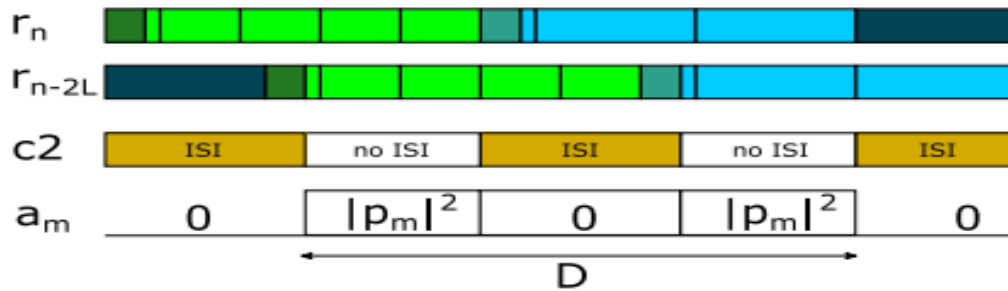 rₙ
rₙ₋₂L
c2 ISI no ISI ISI no ISI ISI
aₘ 0 |pₘ|² 0 |pₘ|² 0
D